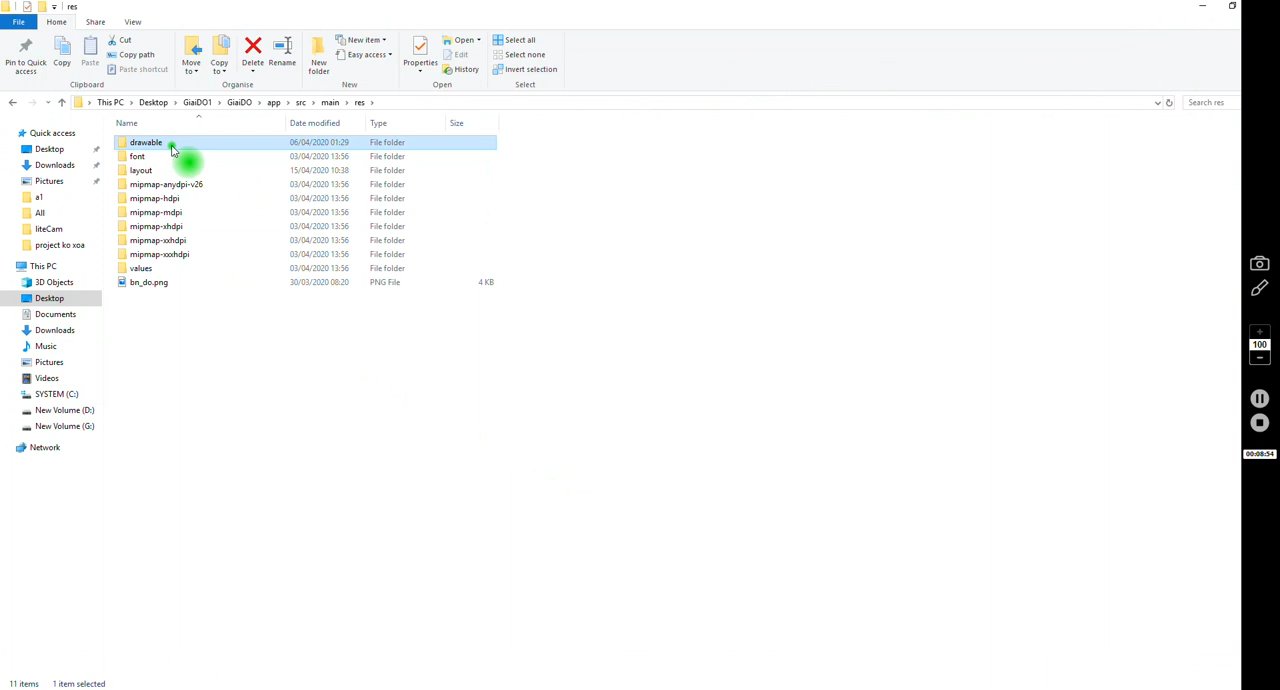 res
File Home Share View
Pin to Quick access
Copy
Paste
Cut
Copy path
Paste shortcut
Clipboard
Move to
Copy to
Delete
Rename
Organise
New folder
New item
Easy access
New
Properties
Open
Edit
History
Open
Select all
Select none
Invert selection
Select
This PC > Desktop > GiaiDO1 > GiaiDO > app > src > main > res >
Search res
Name Date modified Type Size
Quick access
Desktop
Downloads
Pictures
a1
All
liteCam
project ko xoa
This PC
3D Objects
Desktop
Documents
Downloads
Music
Pictures
Videos
SYSTEM (C:)
New Volume (D:)
New Volume (G:)
Network
drawable 06/04/2020 01:29 File folder
font 03/04/2020 13:56 File folder
layout 15/04/2020 10:38 File folder
mipmap-anydpi-v26 03/04/2020 13:56 File folder
mipmap-hdpi 03/04/2020 13:56 File folder
mipmap-mdpi 03/04/2020 13:56 File folder
mipmap-xhdpi 03/04/2020 13:56 File folder
mipmap-xxhdpi 03/04/2020 13:56 File folder
mipmap-xxxhdpi 03/04/2020 13:56 File folder
values 03/04/2020 13:56 File folder
bn_do.png 30/03/2020 08:20 PNG File 4 KB
100
00:08:54
11 items 1 item selected